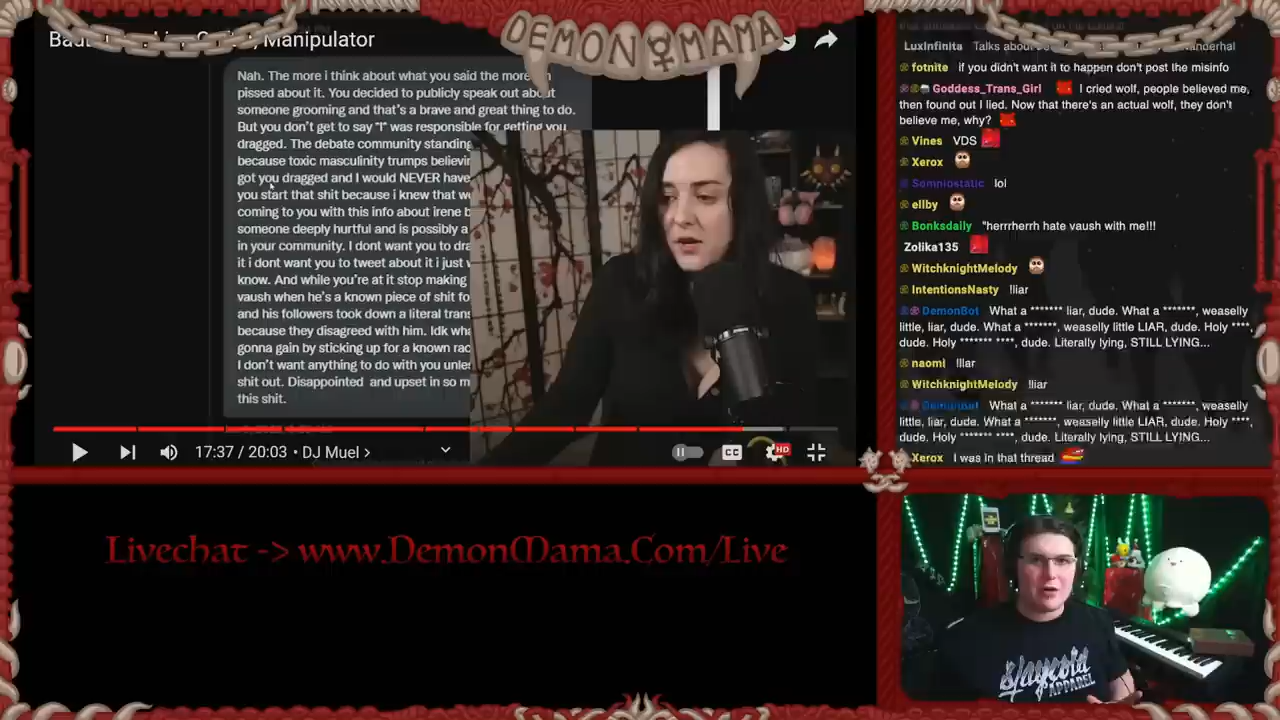 DEMON MAMA
Manipulator
Nah. The more i think about what you said the more
pissed about it. You decided to publicly speak out about
someone grooming and that's a brave and great thing to do.
But you don't get to say "I" was responsible for getting you
dragged. The debate community standing
because toxic masculinity trumps
got you dragged and I would NEVER have
you start that shit because i knew that
coming to you with this info about irene
someone deeply hurtful and is possibly a
in your community. I dont want you to
it i dont want you to tweet about it i just
know. And while you're at it stop making
vaush when he's a known piece of shit
and his followers took down a literal
because they disagreed with him. Idk
gonna gain by sticking up for a known
I don't want anything to do with you
shit out. Disappointed and upset in so
this shit.
17:37 / 20:03 • DJ Muel >
CC
HD
Livechat -> www.DemonMama.Com/Live
LuxInfinita Talks about
fotnite if you didn't want it to happen don't post the misinfo
Goddess_Trans_Girl I cried wolf, people believed me,
then found out I lied. Now that there's an actual wolf, they don't
believe me, why?
Vines VDS
Xerox
Somniostatic lol
ellby
Bonksdaily "herrrherrh hate vaush with me!!!
Zolika135
WitchknightMelody
IntentionsNasty !liar
DemonBot What a ******* liar, dude. What a *******, weaselly
little, liar, dude. What a *******, weaselly little LIAR, dude. Holy ****,
dude. Holy ******* ****, dude. Literally lying, STILL LYING...
naomi !liar
WitchknightMelody !liar
DemonBot What a ******* liar, dude. What a *******, weaselly
little, liar, dude. What a *******, weaselly little LIAR, dude. Holy ****,
dude. Holy ******* ****, dude. Literally lying, STILL LYING...
Xerox I was in that thread
slaycoid
APPAREL